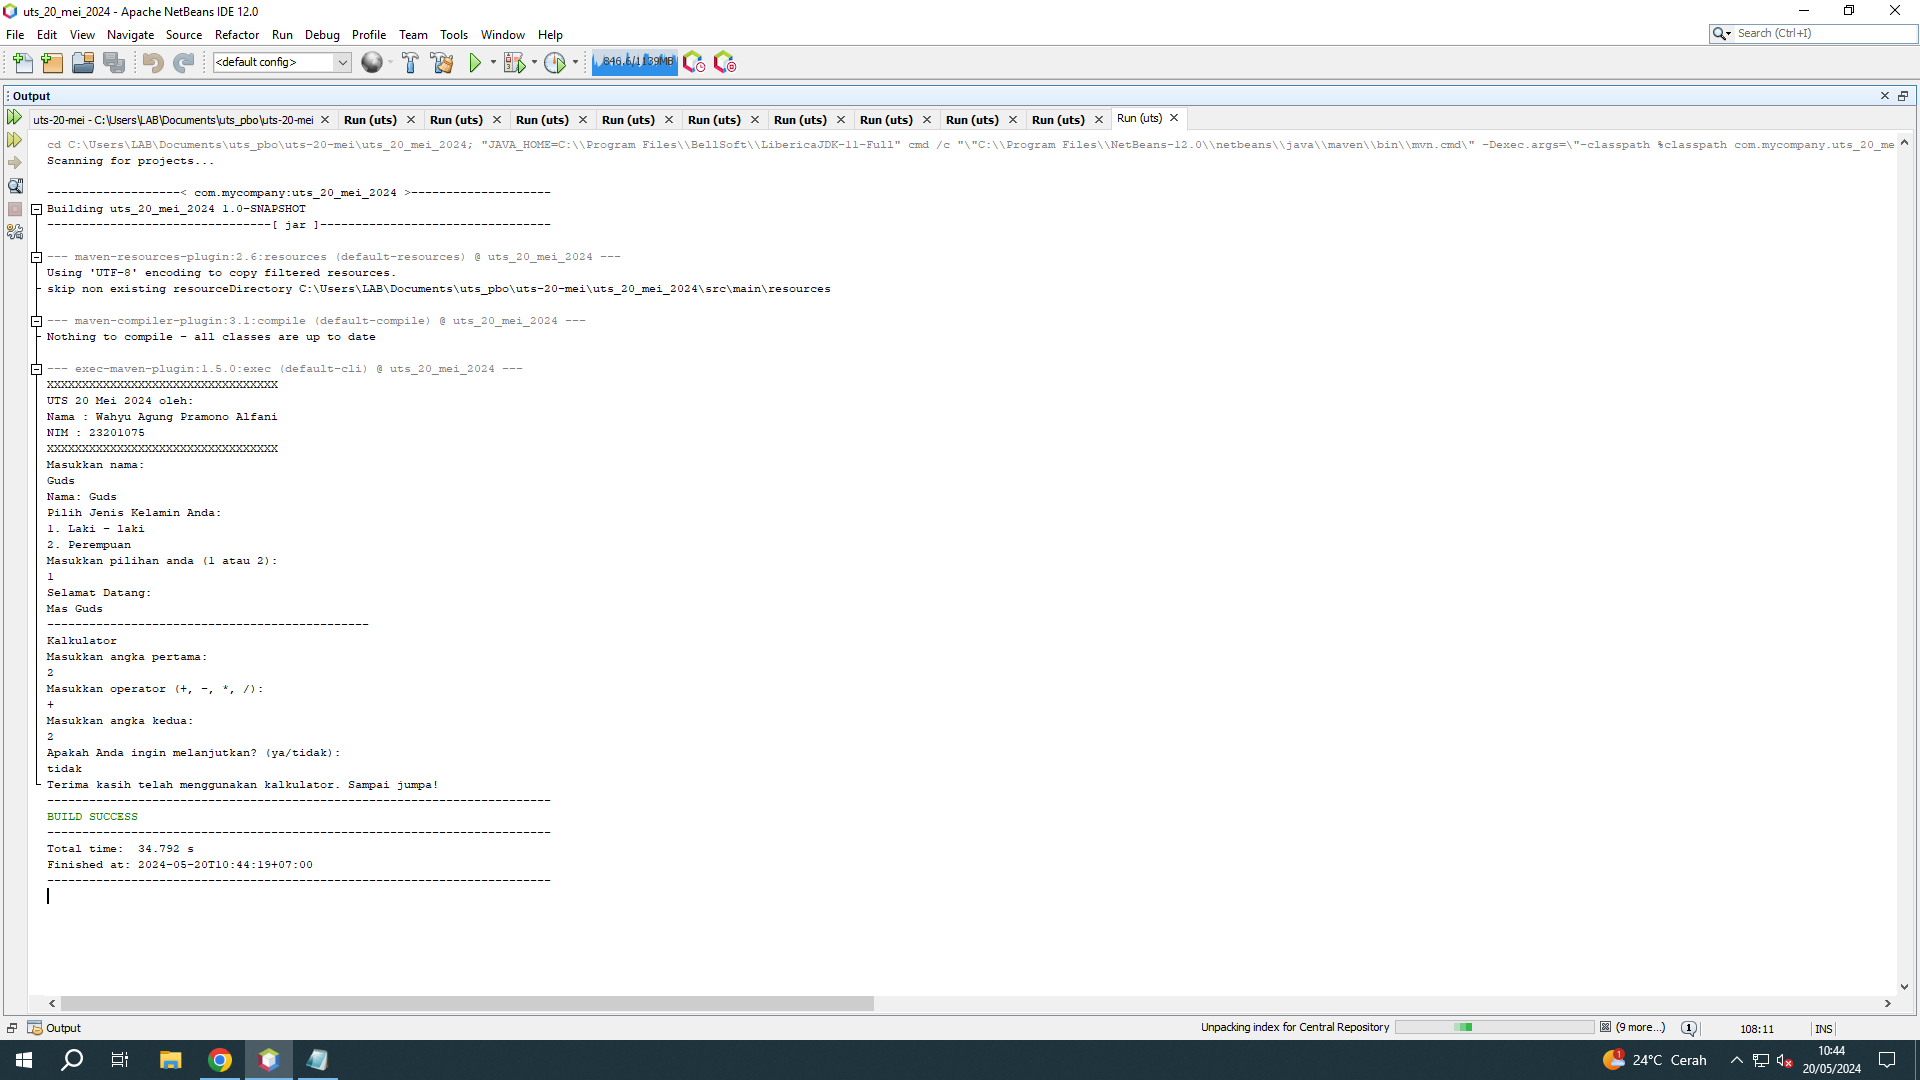 uts_20_mei_2024 - Apache NetBeans IDE 12.0
File Edit View Navigate Source Refactor Run Debug Profile Team Tools Window Help
Search (Ctrl+I)
<default config>
846.6/1139MB
Output
uts-20-mei - C:\Users\LAB\Documents\uts_pbo\uts-20-mei Run (uts) Run (uts) Run (uts) Run (uts) Run (uts) Run (uts) Run (uts) Run (uts) Run (uts) Run (uts)
cd C:\Users\LAB\Documents\uts_pbo\uts-20-mei\uts_20_mei_2024; "JAVA_HOME=C:\\Program Files\\BellSoft\\LibericaJDK-11-Full" cmd /c "\"C:\\Program Files\\NetBeans-12.0\\netbeans\\java\\maven\\bin\\mvn.cmd\" -Dexec.args=\"-classpath %classpath com.mycompany.uts_20_me
Scanning for projects...
-------------------< com.mycompany:uts_20_mei_2024 >--------------------
Building uts_20_mei_2024 1.0-SNAPSHOT
--------------------------------[ jar ]---------------------------------
--- maven-resources-plugin:2.6:resources (default-resources) @ uts_20_mei_2024 ---
Using 'UTF-8' encoding to copy filtered resources.
skip non existing resourceDirectory C:\Users\LAB\Documents\uts_pbo\uts-20-mei\uts_20_mei_2024\src\main\resources
--- maven-compiler-plugin:3.1:compile (default-compile) @ uts_20_mei_2024 ---
Nothing to compile - all classes are up to date
--- exec-maven-plugin:1.5.0:exec (default-cli) @ uts_20_mei_2024 ---
XXXXXXXXXXXXXXXXXXXXXXXXXXXXXXXXX
UTS 20 Mei 2024 oleh:
Nama : Wahyu Agung Pramono Alfani
NIM : 23201075
XXXXXXXXXXXXXXXXXXXXXXXXXXXXXXXXX
Masukkan nama:
Guds
Nama: Guds
Pilih Jenis Kelamin Anda:
1. Laki - laki
2. Perempuan
Masukkan pilihan anda (1 atau 2):
1
Selamat Datang:
Mas Guds
----------------------------------------------
Kalkulator
Masukkan angka pertama:
2
Masukkan operator (+, -, *, /):
+
Masukkan angka kedua:
2
Apakah Anda ingin melanjutkan? (ya/tidak):
tidak
Terima kasih telah menggunakan kalkulator. Sampai jumpa!
------------------------------------------------------------------------
BUILD SUCCESS
------------------------------------------------------------------------
Total time:  34.792 s
Finished at: 2024-05-20T10:44:19+07:00
------------------------------------------------------------------------
Output
Unpacking index for Central Repository (9 more...) 1 108:11 INS
1 24°C Cerah 10:44
20/05/2024